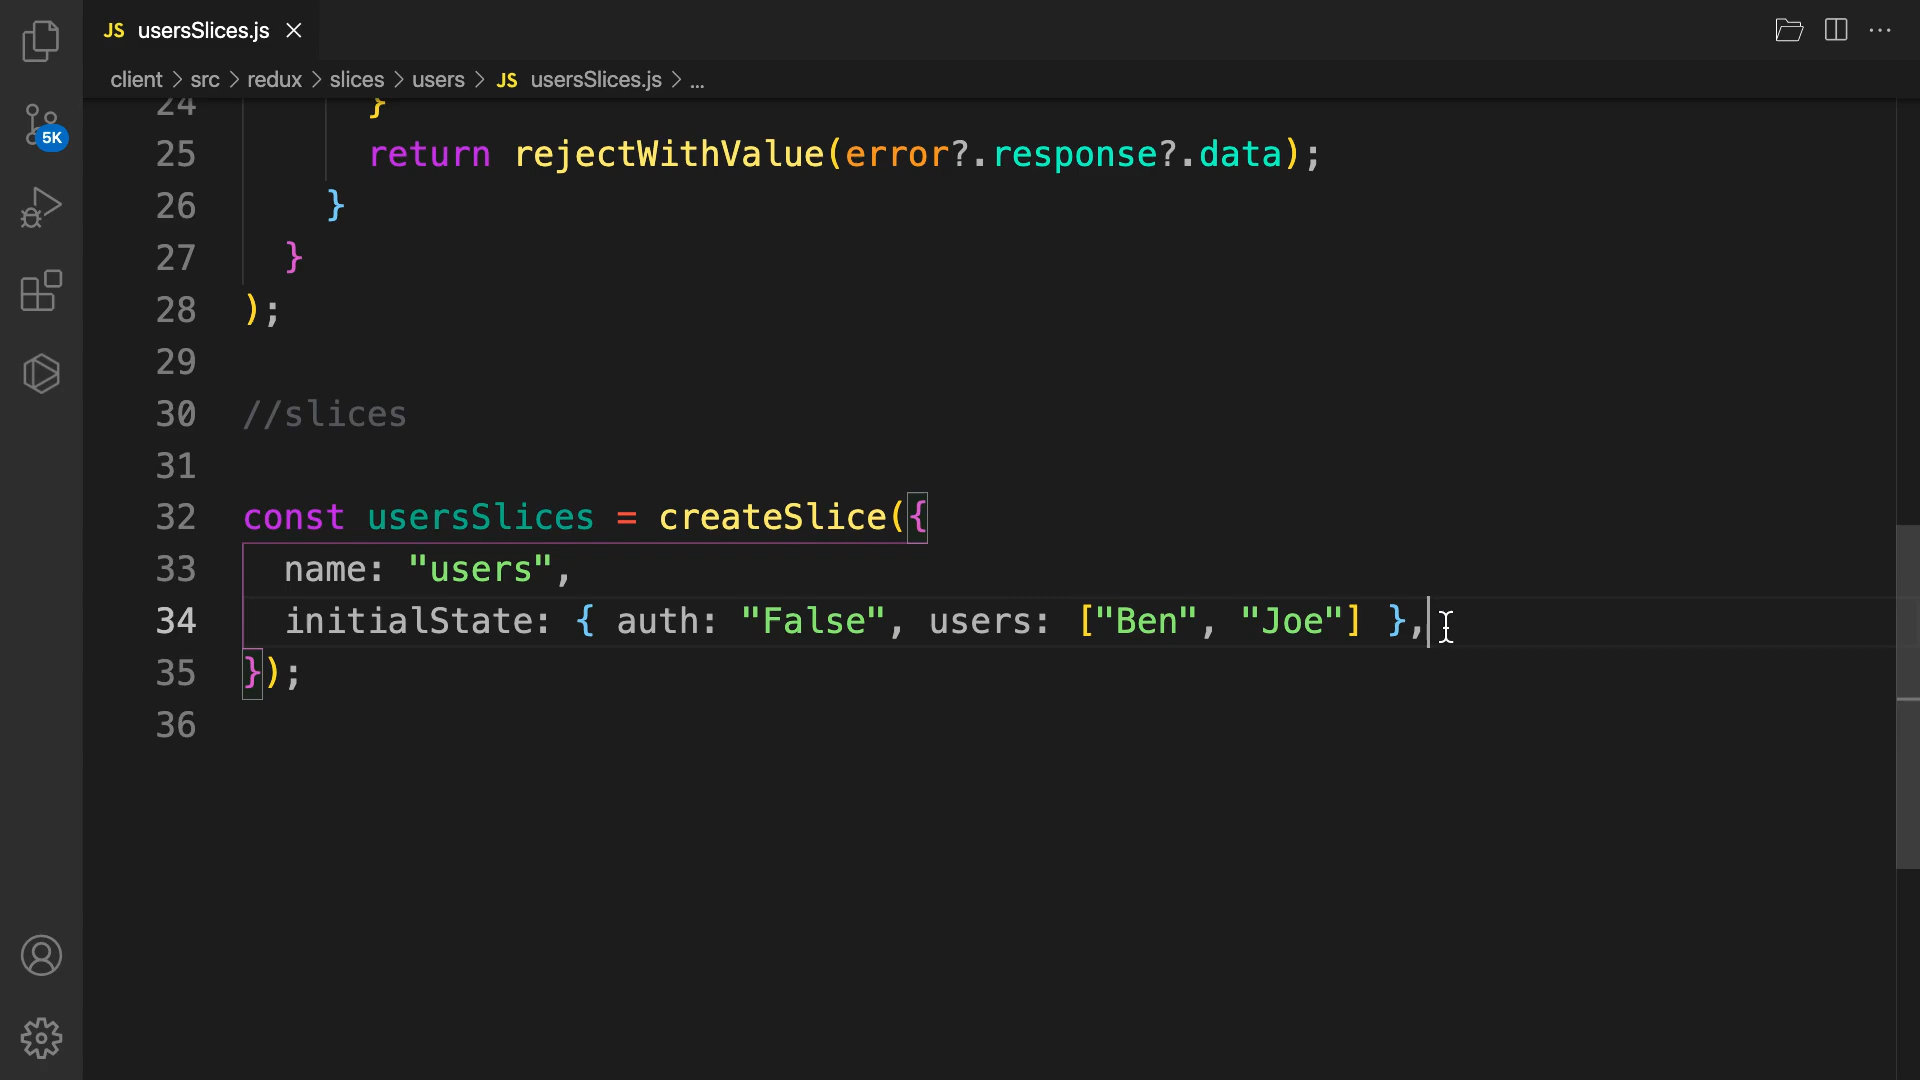 JS usersSlices.js
client > src > redux > slices > users > JS usersSlices.js > ...
5K
24 }
25 return rejectWithValue(error?.response?.data);
26 }
27 }
28 );
29
30 //slices
31
32 const usersSlices = createSlice({
33 name: "users",
34 initialState: { auth: "False", users: ["Ben", "Joe"] },
35 });
36